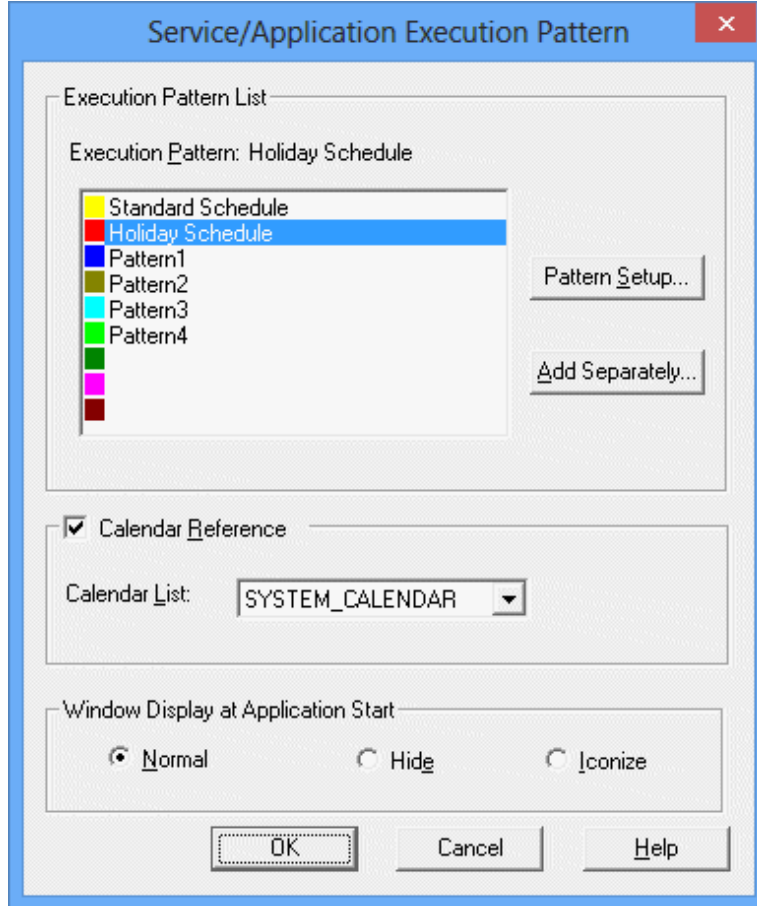 Service/Application Execution Pattern
Execution Pattern List
Execution Pattern: Holiday Schedule
Standard Schedule
Holiday Schedule
Pattern1
Pattern2
Pattern3
Pattern4
Pattern Setup...
Add Separately...
Calendar Reference
Calendar List: SYSTEM_CALENDAR
Window Display at Application Start
Normal Hide Iconize
OK Cancel Help